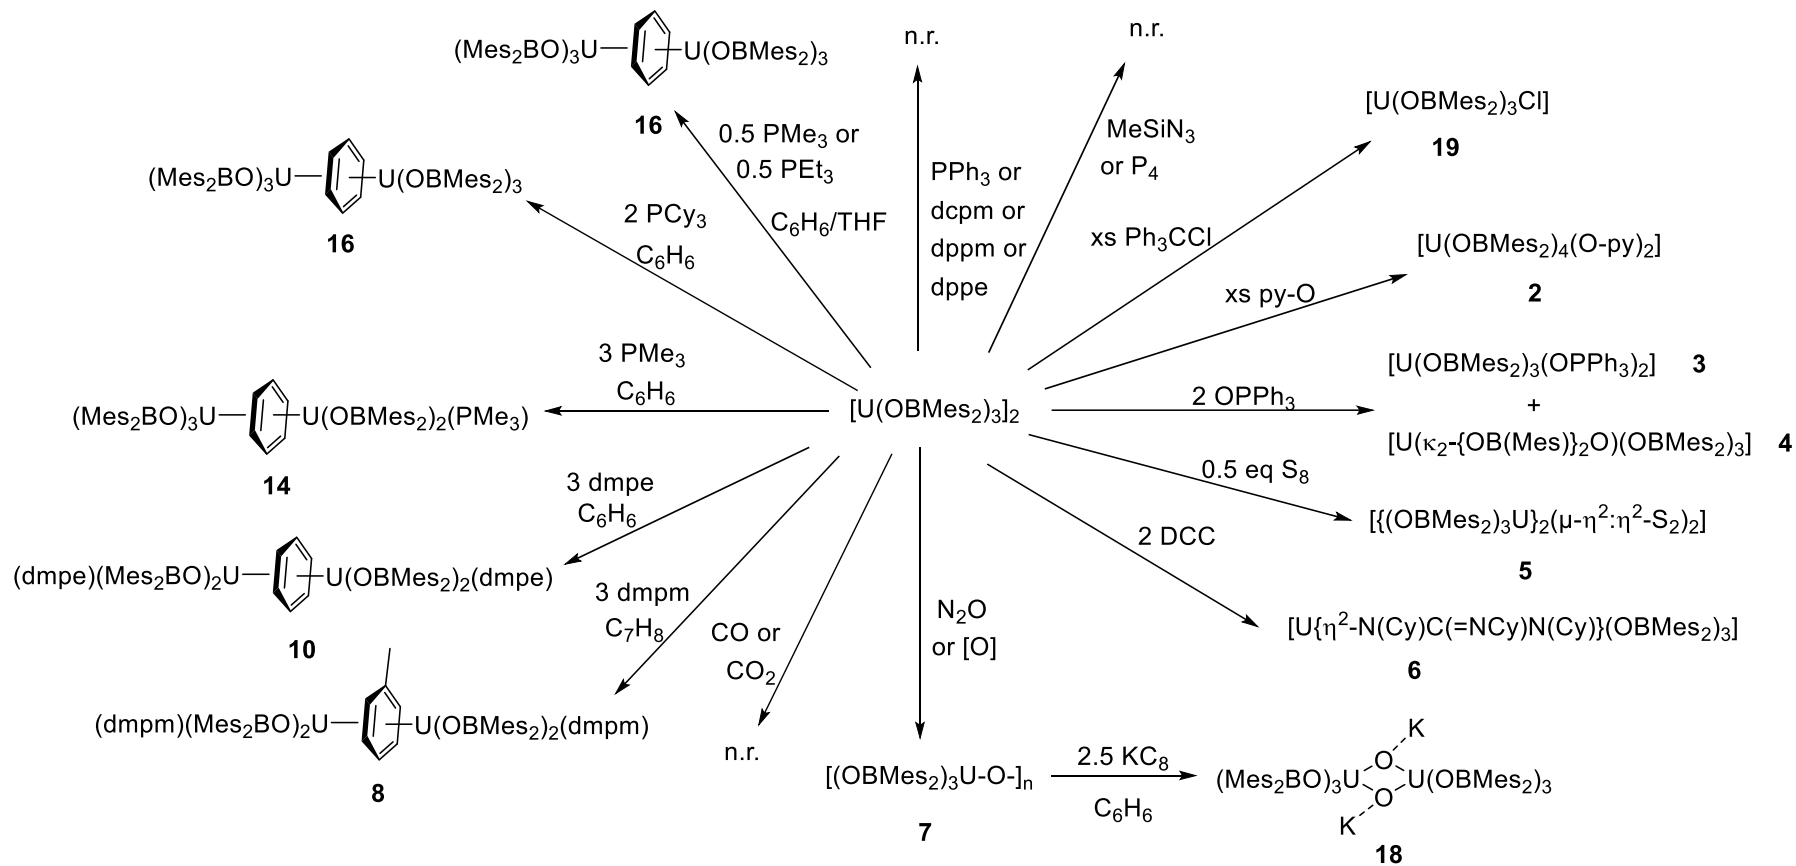 (Mes₂BO)₃U U(OBMes₂)₃
16
n.r.
n.r.
0.5 PMe₃ or
0.5 PEt₃
C₆H₆/THF
PPh₃ or
dcpm or
dppm or
dppe
MeSiN₃
or P₄
[U(OBMes₂)₃Cl]
19
xs Ph₃CCl
(Mes₂BO)₃U U(OBMes₂)₃
16
2 PCy₃
C₆H₆
[U(OBMes₂)₄(O-py)₂]
2
xs py-O
3 PMe₃
C₆H₆
(Mes₂BO)₃U U(OBMes₂)₂(PMe₃)
14
[U(OBMes₂)₃]₂
2 OPPh₃
[U(OBMes₂)₃(OPPh₃)₂] 3
+
[U(κ₂-{OB(Mes)}₂O)(OBMes₂)₃] 4
0.5 eq S₈
[{(OBMes₂)₃U}₂(μ-η²:η²-S₂)₂]
5
3 dmpe
C₆H₆
(dmpe)(Mes₂BO)₂U U(OBMes₂)₂(dmpe)
10
2 DCC
[U{η²-N(Cy)C(=NCy)N(Cy)}(OBMes₂)₃]
6
3 dmpm
C₇H₈
(dmpm)(Mes₂BO)₂U U(OBMes₂)₂(dmpm)
8
CO or
CO₂
n.r.
N₂O
or [O]
[(OBMes₂)₃U-O-]ₙ
7
2.5 KC₈
C₆H₆
K
O
(Mes₂BO)₃U U(OBMes₂)₃
O
K
18